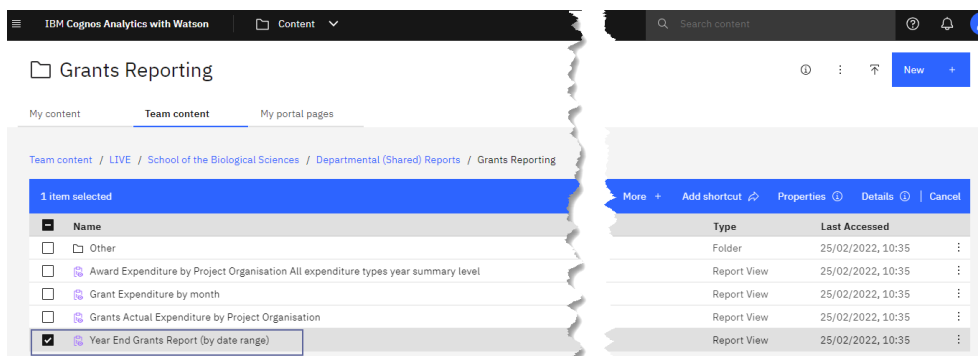 IBM Cognos Analytics with Watson Content Search content
Grants Reporting New +
My content Team content My portal pages
Team content / LIVE / School of the Biological Sciences / Departmental (Shared) Reports / Grants Reporting
1 item selected More + Add shortcut Properties Details | Cancel
Name Type Last Accessed
Other Folder 25/02/2022, 10:35
Award Expenditure by Project Organisation All expenditure types year summary level Report View 25/02/2022, 10:35
Grant Expenditure by month Report View 25/02/2022, 10:35
Grants Actual Expenditure by Project Organisation Report View 25/02/2022, 10:35
Year End Grants Report (by date range) Report View 25/02/2022, 10:35